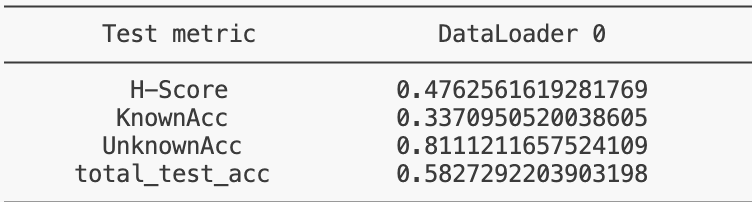 Test metric DataLoader 0
H-Score 0.4762561619281769
KnownAcc 0.3370950520038605
UnknownAcc 0.8111211657524109
total_test_acc 0.5827292203903198